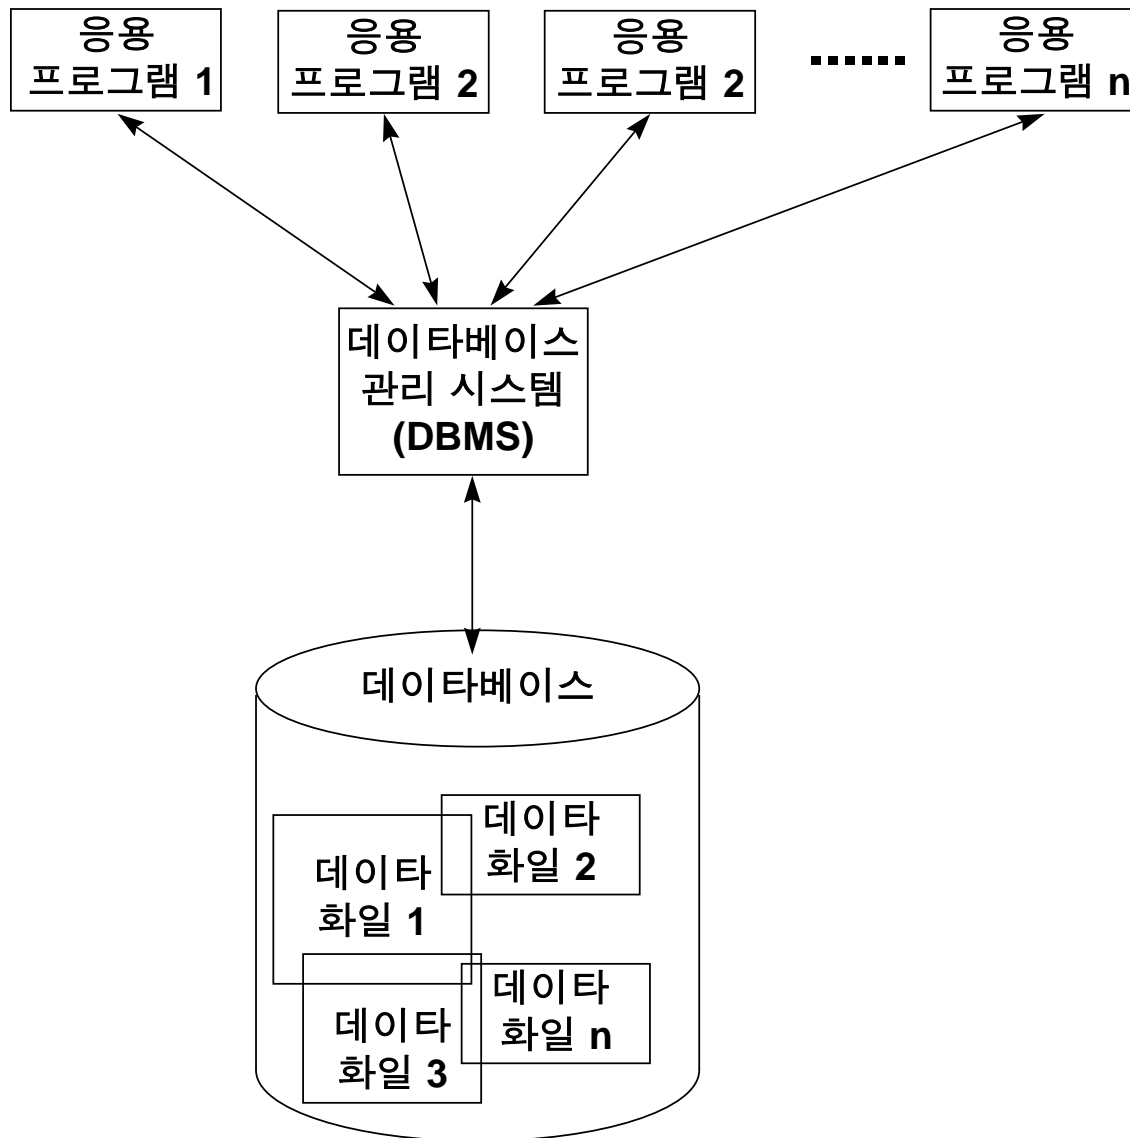 응용
프로그램 1
응용
프로그램 2
응용
프로그램 2
응용
프로그램 n
데이타베이스
관리 시스템
(DBMS)
데이타베이스
데이타
화일 2
데이타
화일 1
데이타
화일 n
데이타
화일 3